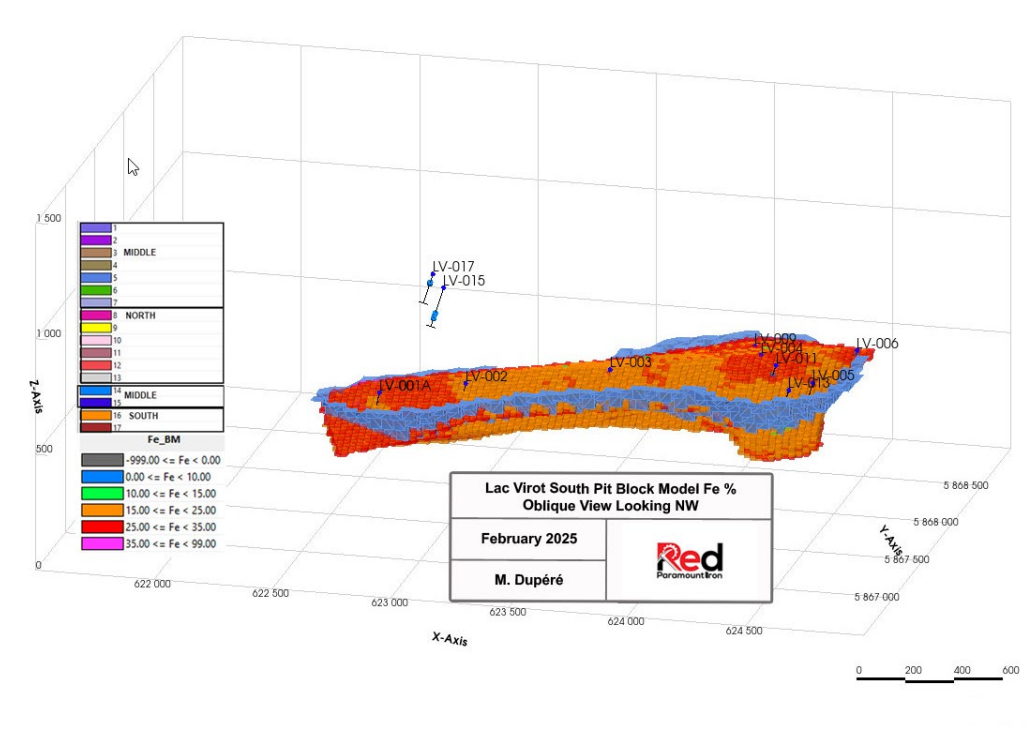 1 500
1 000
500
0
Z-Axis
1
2
3 MIDDLE
4
5
6
7
8 NORTH
9
10
11
12
13
14 MIDDLE
15
16 SOUTH
17
Fe_BM
-999.00 <= Fe < 0.00
0.00 <= Fe < 10.00
10.00 <= Fe < 15.00
15.00 <= Fe < 25.00
25.00 <= Fe < 35.00
35.00 <= Fe < 99.00
LV-017
LV-015
LV-009
LV-006
LV-011
LV-003
LV-005
LV-002
LV-013
LV-001A
Lac Virot South Pit Block Model Fe %
Oblique View Looking NW
February 2025
M. Dupéré
Red
ParamountIron
5 868 500
5 868 000
5 867 500
5 867 000
Y-Axis
622 000
622 500
623 000
623 500
624 000
624 500
X-Axis
0 200 400 600